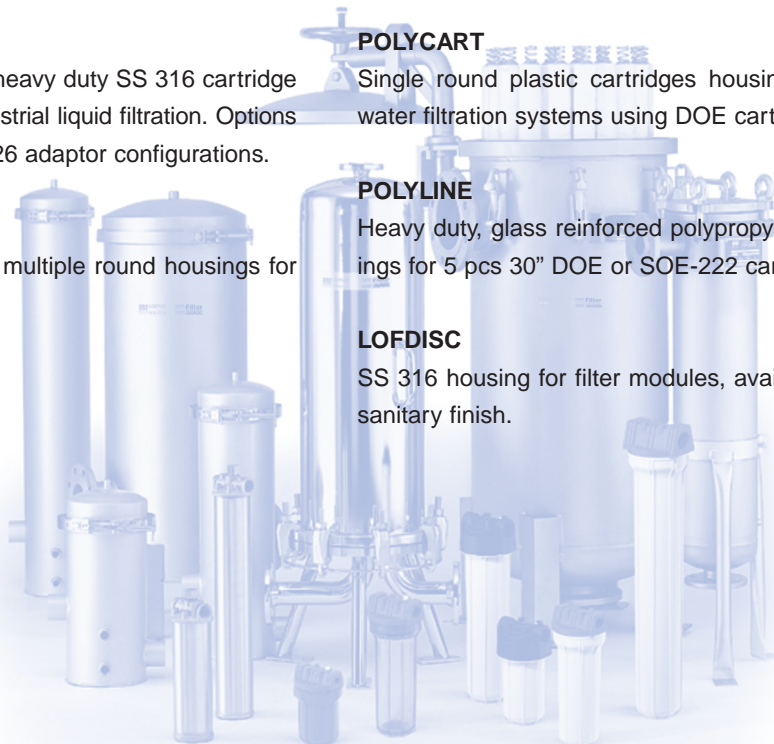 heavy duty SS 316 cartridge
strial liquid filtration. Options
26 adaptor configurations.
multiple round housings for
POLYCART
Single round plastic cartridges housin
water filtration systems using DOE cart
POLYLINE
Heavy duty, glass reinforced polypropy
ings for 5 pcs 30” DOE or SOE-222 car
LOFDISC
SS 316 housing for filter modules, avai
sanitary finish.